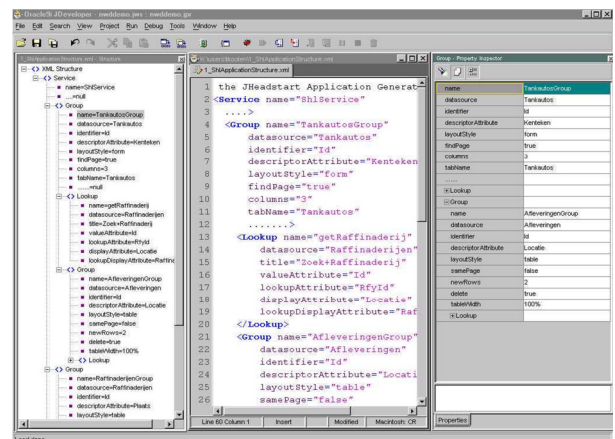 Oracle9i JDeveloper - nwddemo.jws : nwddemo.jpr
File Edit Search View Project Run Debug Tools Window Help
1_ShlApplicationStructure.xml - Structure
XML Structure
Service
name=ShlService
....=null
Group
name=TankautosGroup
datasource=Tankautos
identifier=Id
descriptorAttribute=Kenteken
layoutStyle=form
findPage=true
columns=3
tabName=Tankautos
......=null
Lookup
name=getRaffinaderij
datasource=Raffinaderijen
title=Zoek+Raffinaderij
valueAttribute=Id
lookupAttribute=RfyId
displayAttribute=Locatie
lookupDisplayAttribute=Raffina
Group
name=AfleveringenGroup
datasource=Afleveringen
identifier=Id
descriptorAttribute=Locatie
layoutStyle=table
samePage=false
newRows=2
delete=true
tableWidth=100%
Lookup
Group
name=RaffinaderijenGroup
datasource=Raffinaderijen
identifier=Id
descriptorAttribute=Plaats
layoutStyle=table
1_ShlApplicationStructure.xml
1 the JHeadstart Application Generat
2 <Service name="ShlService"
3 ....>
4 <Group name="TankautosGroup"
5 datasource="Tankautos"
6 identifier="Id"
7 descriptorAttribute="Kenteken
8 layoutStyle="form"
9 findPage="true"
10 columns="3"
11 tabName="Tankautos"
12 .......>
13 <Lookup name="getRaffinaderij"
14 datasource="Raffinaderijen"
15 title="Zoek+Raffinaderij"
16 valueAttribute="Id"
17 lookupAttribute="RfyId"
18 displayAttribute="Locatie"
19 lookupDisplayAttribute="Raf
20 </Lookup>
21 <Group name="AfleveringenGroup"
22 datasource="Afleveringen"
23 identifier="Id"
24 descriptorAttribute="Locati
25 layoutStyle="table"
26 samePage="false"
Line 60 Column 1 Insert Modified Macintosh: CR
Group - Property Inspector
name TankautosGroup
datasource Tankautos
identifier Id
descriptorAttribute Kenteken
layoutStyle form
findPage true
columns 3
tabName Tankautos
......
Lookup
Group
name AfleveringenGroup
datasource Afleveringen
identifier Id
descriptorAttribute Locatie
layoutStyle table
samePage false
newRows 2
delete true
tableWidth 100%
Lookup
Properties